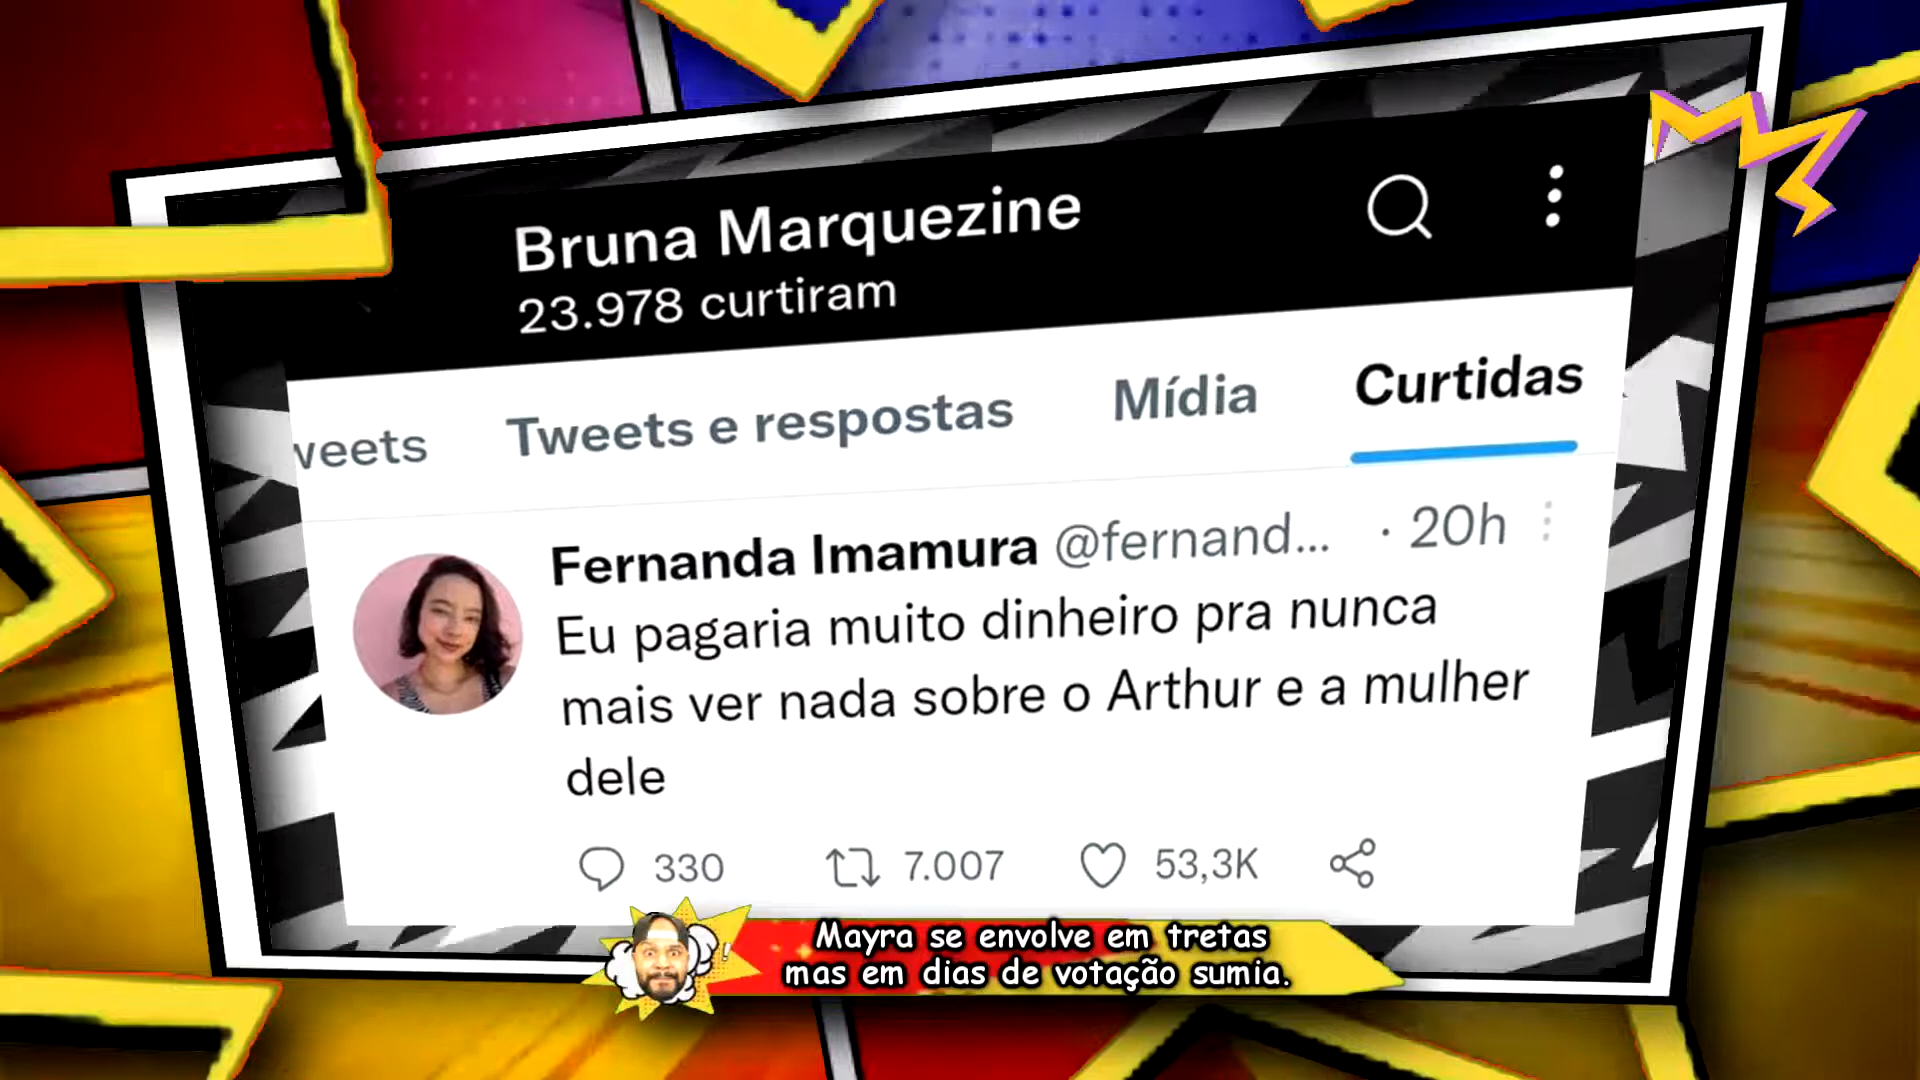 Bruna Marquezine
23.978 curtiram
weets Tweets e respostas Mídia Curtidas
Fernanda Imamura @fernand... · 20h
Eu pagaria muito dinheiro pra nunca
mais ver nada sobre o Arthur e a mulher
dele
330 7.007 53,3K
Mayra se envolve em tretas
mas em dias de votação sumia.